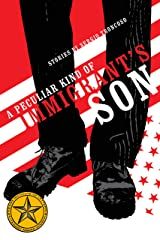 STORIES BY SERGIO TRONCOSO
A PECULIAR KIND OF
IMMIGRANT'S
SON